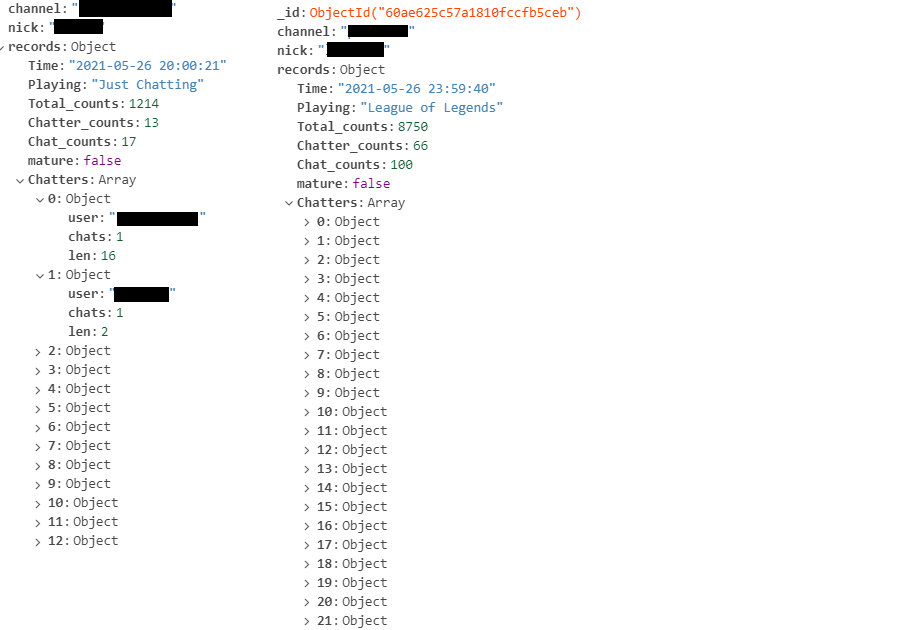 channel: " "
nick: " "
records: Object
Time: "2021-05-26 20:00:21"
Playing: "Just Chatting"
Total_counts: 1214
Chatter_counts: 13
Chat_counts: 17
mature: false
Chatters: Array
0: Object
user: " "
chats: 1
len: 16
1: Object
user: " "
chats: 1
len: 2
2: Object
3: Object
4: Object
5: Object
6: Object
7: Object
8: Object
9: Object
10: Object
11: Object
12: Object
_id: ObjectId("60ae625c57a1810fccfb5ceb")
channel: " "
nick: " "
records: Object
Time: "2021-05-26 23:59:40"
Playing: "League of Legends"
Total_counts: 8750
Chatter_counts: 66
Chat_counts: 100
mature: false
Chatters: Array
0: Object
1: Object
2: Object
3: Object
4: Object
5: Object
6: Object
7: Object
8: Object
9: Object
10: Object
11: Object
12: Object
13: Object
14: Object
15: Object
16: Object
17: Object
18: Object
19: Object
20: Object
21: Object